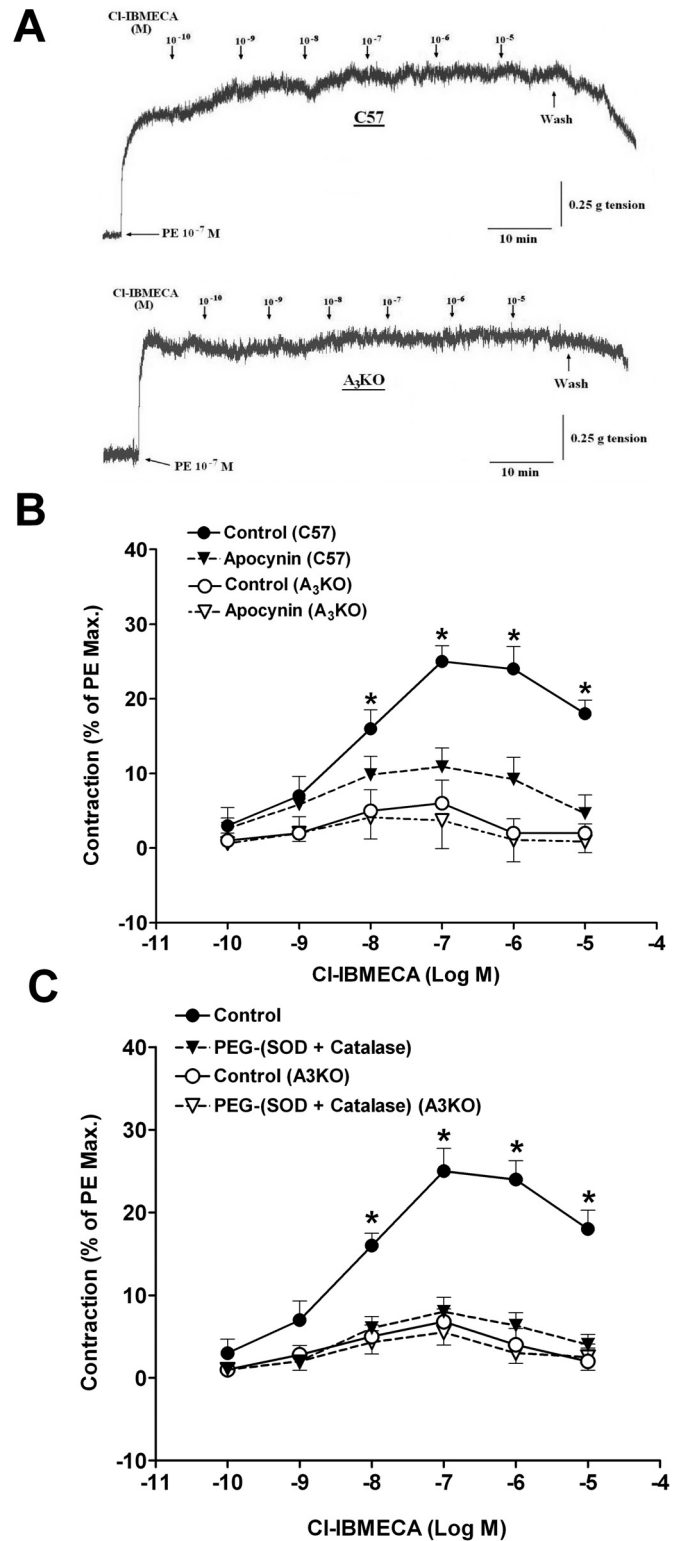 A
Cl-IBMECA
(M)
10⁻¹⁰ 10⁻⁹ 10⁻⁸ 10⁻⁷ 10⁻⁶ 10⁻⁵
C57
Wash
0.25 g tension
PE 10⁻⁷ M
10 min
Cl-IBMECA
(M)
10⁻¹⁰ 10⁻⁹ 10⁻⁸ 10⁻⁷ 10⁻⁶ 10⁻⁵
A₃KO
Wash
0.25 g tension
PE 10⁻⁷ M
10 min
B
Control (C57)
Apocynin (C57)
Control (A₃KO)
Apocynin (A₃KO)
40
30
20
10
0
-10
Contraction (% of PE Max.)
* * * *
-11 -10 -9 -8 -7 -6 -5 -4
CI-IBMECA (Log M)
C
Control
PEG-(SOD + Catalase)
Control (A3KO)
PEG-(SOD + Catalase) (A3KO)
40
30
20
10
0
-10
Contraction (% of PE Max.)
* * * *
-11 -10 -9 -8 -7 -6 -5 -4
CI-IBMECA (Log M)